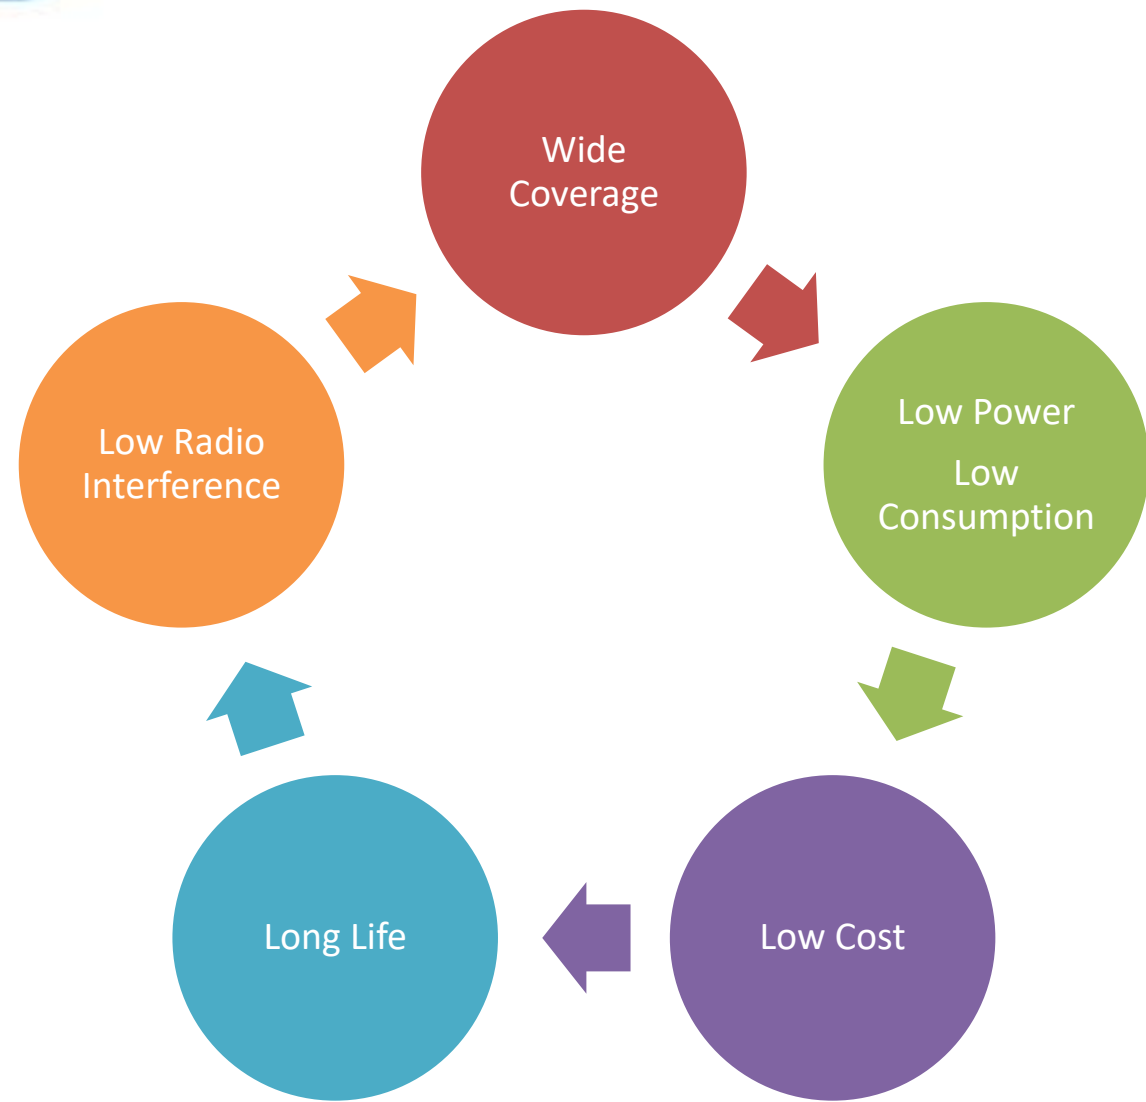 Wide
Coverage
Low Power
Low
Consumption
Low Cost
Long Life
Low Radio
Interference